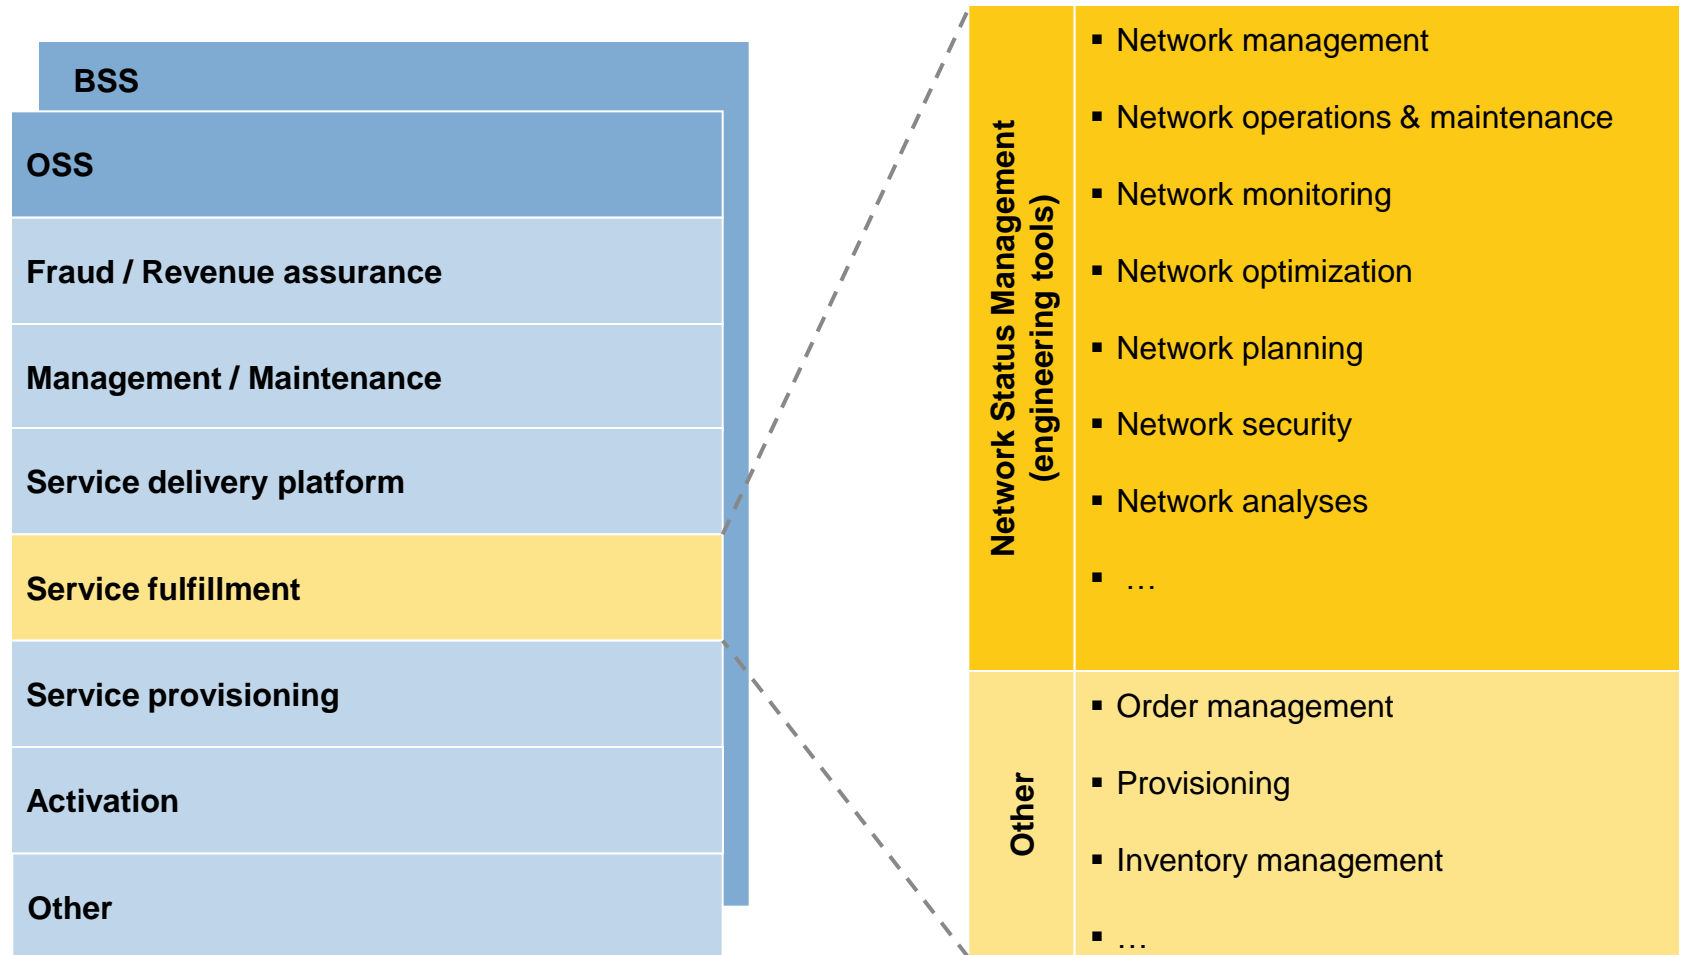 BSS
OSS
Fraud / Revenue assurance
Management / Maintenance
Service delivery platform
Service fulfillment
Service provisioning
Activation
Other
Network Status Management
(engineering tools)
▪ Network management
▪ Network operations & maintenance
▪ Network monitoring
▪ Network optimization
▪ Network planning
▪ Network security
▪ Network analyses
▪ …
Other
▪ Order management
▪ Provisioning
▪ Inventory management
▪ …